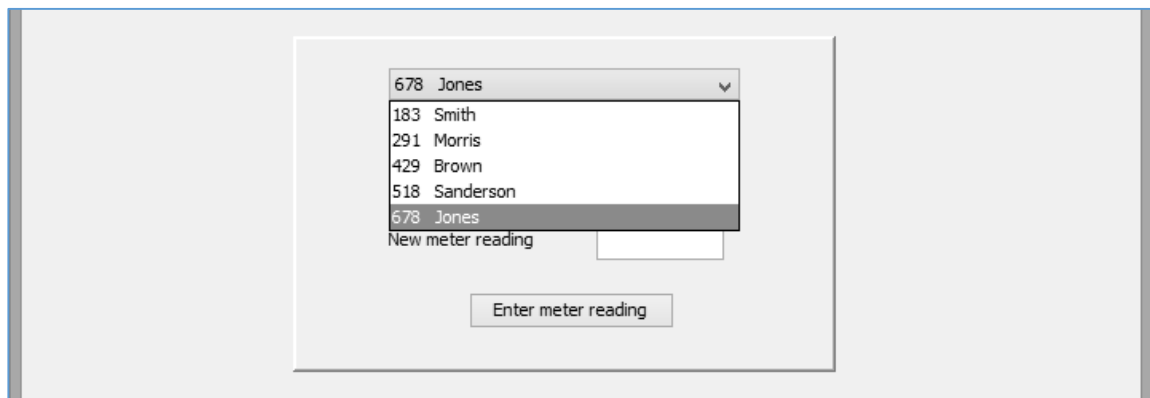 678 Jones
183 Smith
291 Morris
429 Brown
518 Sanderson
678 Jones
New meter reading
Enter meter reading